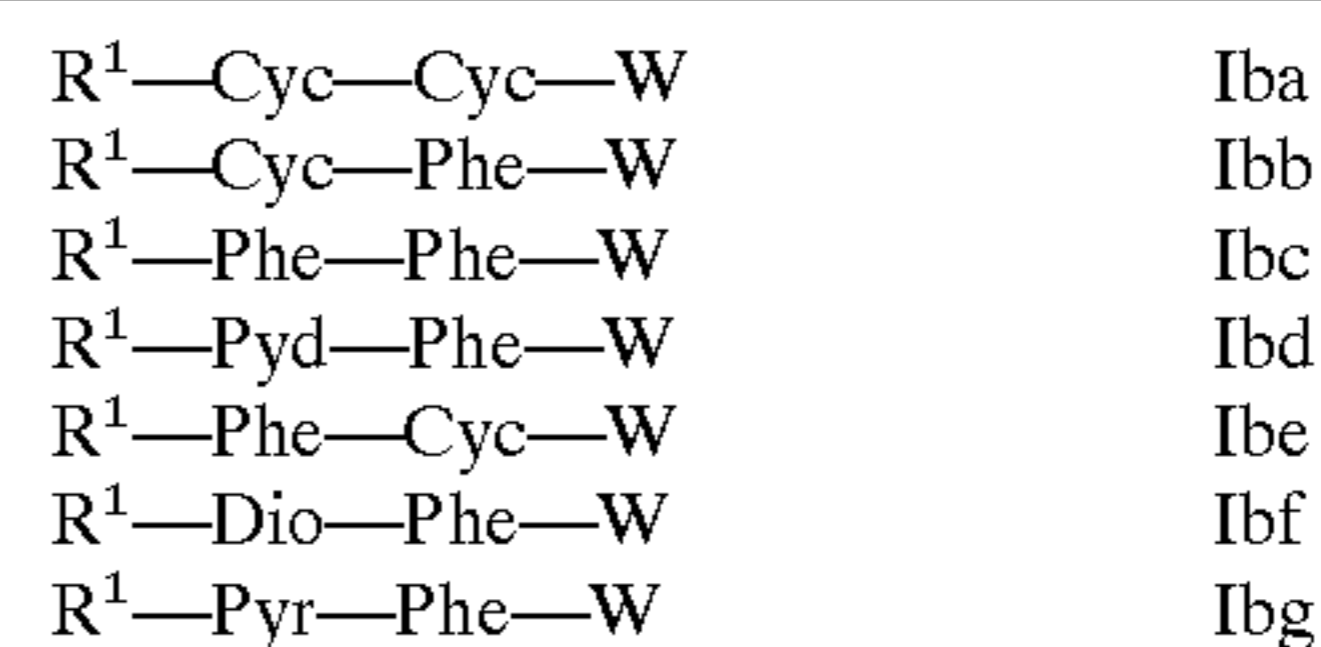 R¹—Cyc—Cyc—W Iba
R¹—Cyc—Phe—W Ibb
R¹—Phe—Phe—W Ibc
R¹—Pyd—Phe—W Ibd
R¹—Phe—Cyc—W Ibe
R¹—Dio—Phe—W Ibf
R¹—Pyr—Phe—W Ibg